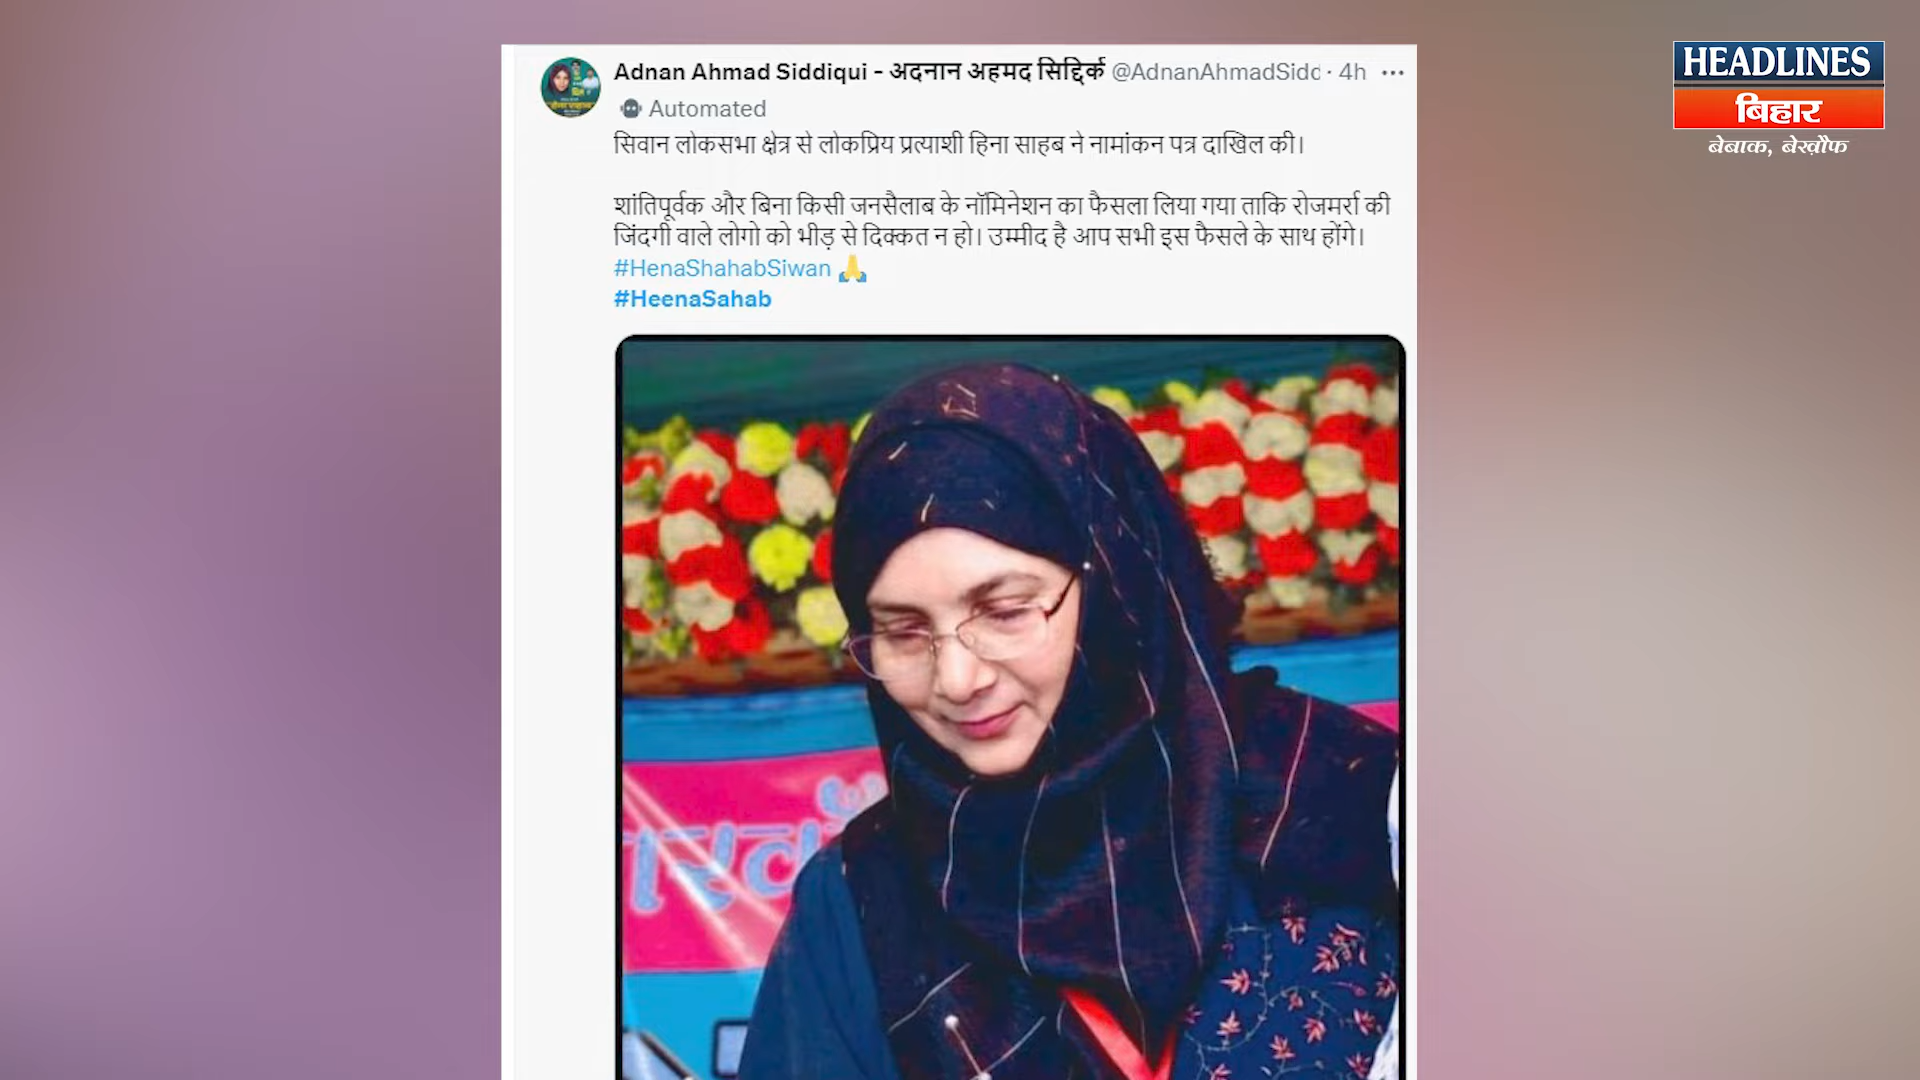 Adnan Ahmad Siddiqui - अदनान अहमद सिद्दिकी @AdnanAhmadSidd · 4h
Automated
सिवान लोकसभा क्षेत्र से लोकप्रिय प्रत्याशी हिना साहब ने नामांकन पत्र दाखिल की।
शांतिपूर्वक और बिना किसी जनसैलाब के नॉमिनेशन का फैसला लिया गया ताकि रोजमर्रा की
जिंदगी वाले लोगो को भीड़ से दिक्कत न हो। उम्मीद है आप सभी इस फैसले के साथ होंगे।
#HenaShahabSiwan 🙏
#HeenaSahab
HEADLINES
बिहार
बेबाक, बेख़ौफ